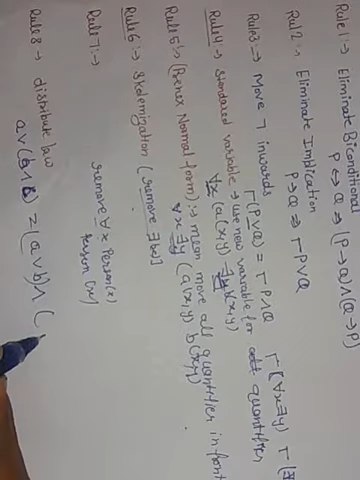 Rule 1:→ Eliminate Biconditional
P ↔ Q ⇒ (P→Q) ∧ (Q→P)
Rule 2:→ Eliminate Implication
P→Q ⇒ ┌P∨Q
Rule 3:→ Move ┐ inwards
┌(P∨Q) = ┌P∧Q ┌(∀x∃y) ┌(
Rule 4:→ Standared variable → use new variable for quantifier
∀x (a(x,y) b(x,y)
Rule 5:→ (Prenex Normal form):→ mean move all quantifier in front
∀x∃y (a(x,y) b(x,y))
Rule 6:→ Skolemization (remove ∃x)
Rule 7:→ remove ∀x Person(x)
Person(x)
Rule 8:→ distribute law
a∨(b∧c) = (a∨b)∧(